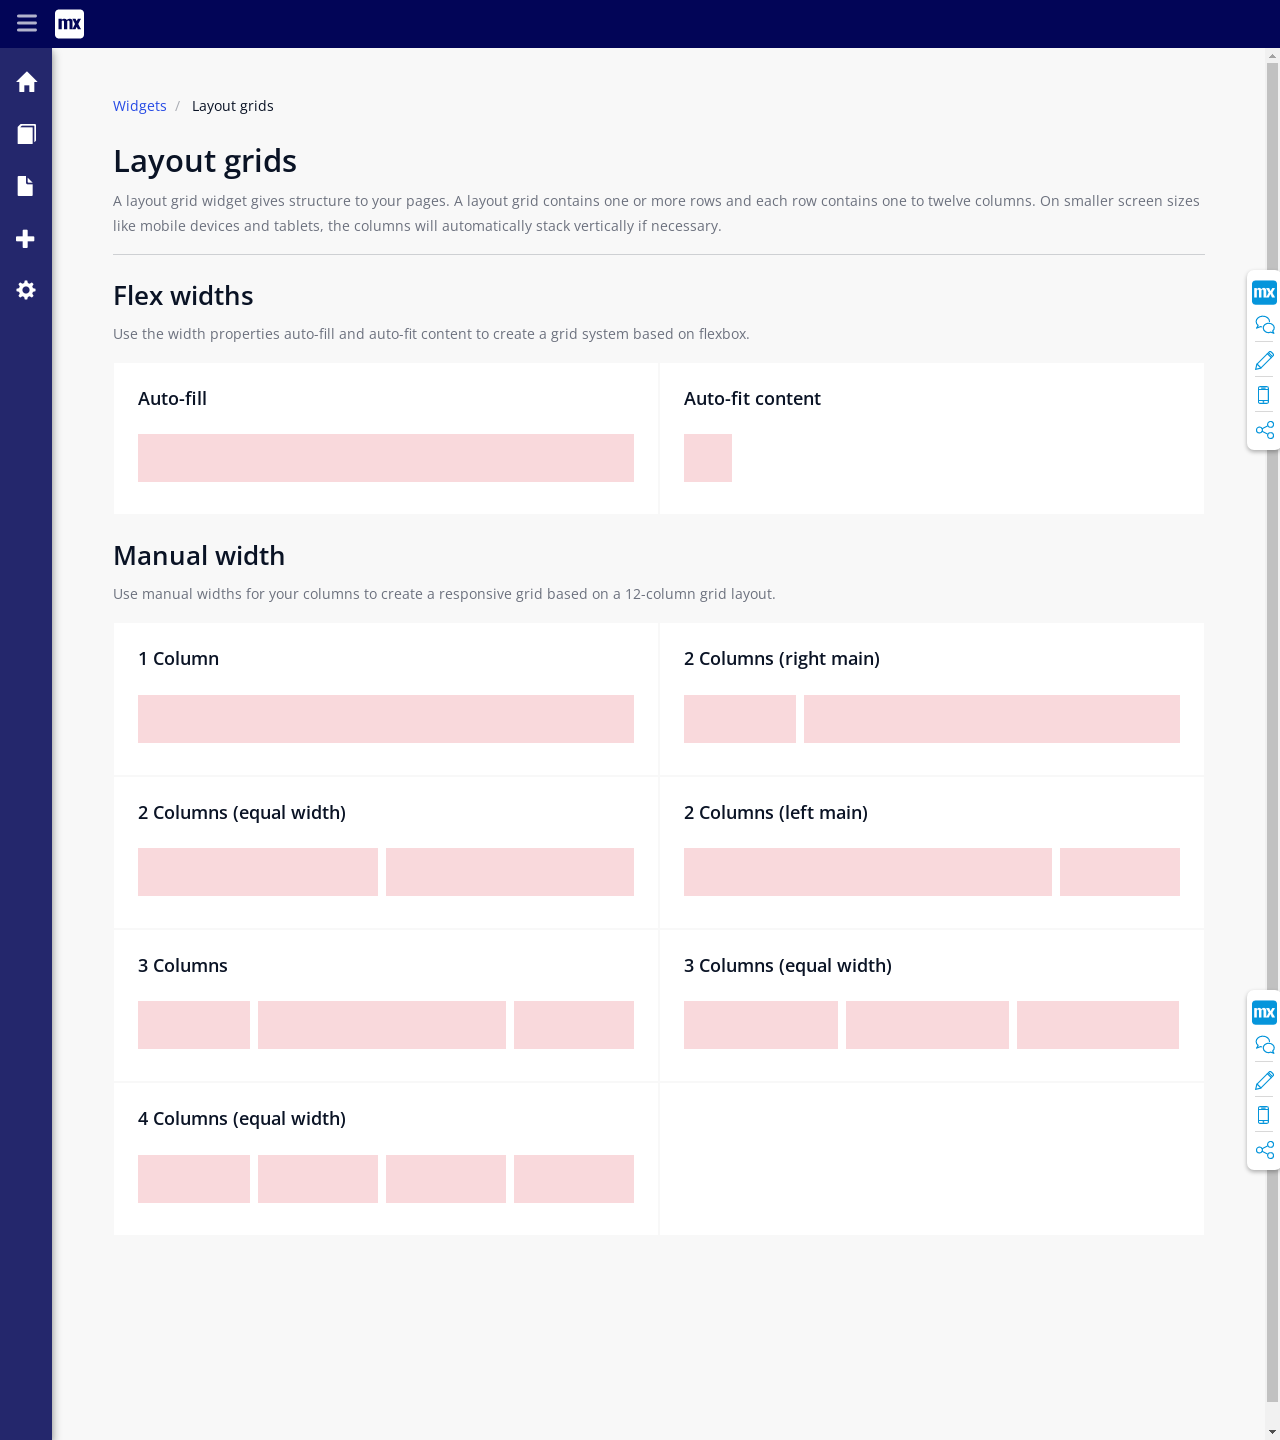 mx
Widgets / Layout grids
Layout grids
A layout grid widget gives structure to your pages. A layout grid contains one or more rows and each row contains one to twelve columns. On smaller screen sizes
like mobile devices and tablets, the columns will automatically stack vertically if necessary.
Flex widths
Use the width properties auto-fill and auto-fit content to create a grid system based on flexbox.
mx
Auto-fill
Auto-fit content
Manual width
Use manual widths for your columns to create a responsive grid based on a 12-column grid layout.
1 Column
2 Columns (right main)
2 Columns (equal width)
2 Columns (left main)
3 Columns
3 Columns (equal width)
mx
4 Columns (equal width)